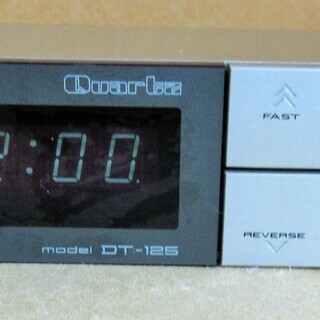 Quartz
FAST
:00
REVERSE
model DT-125